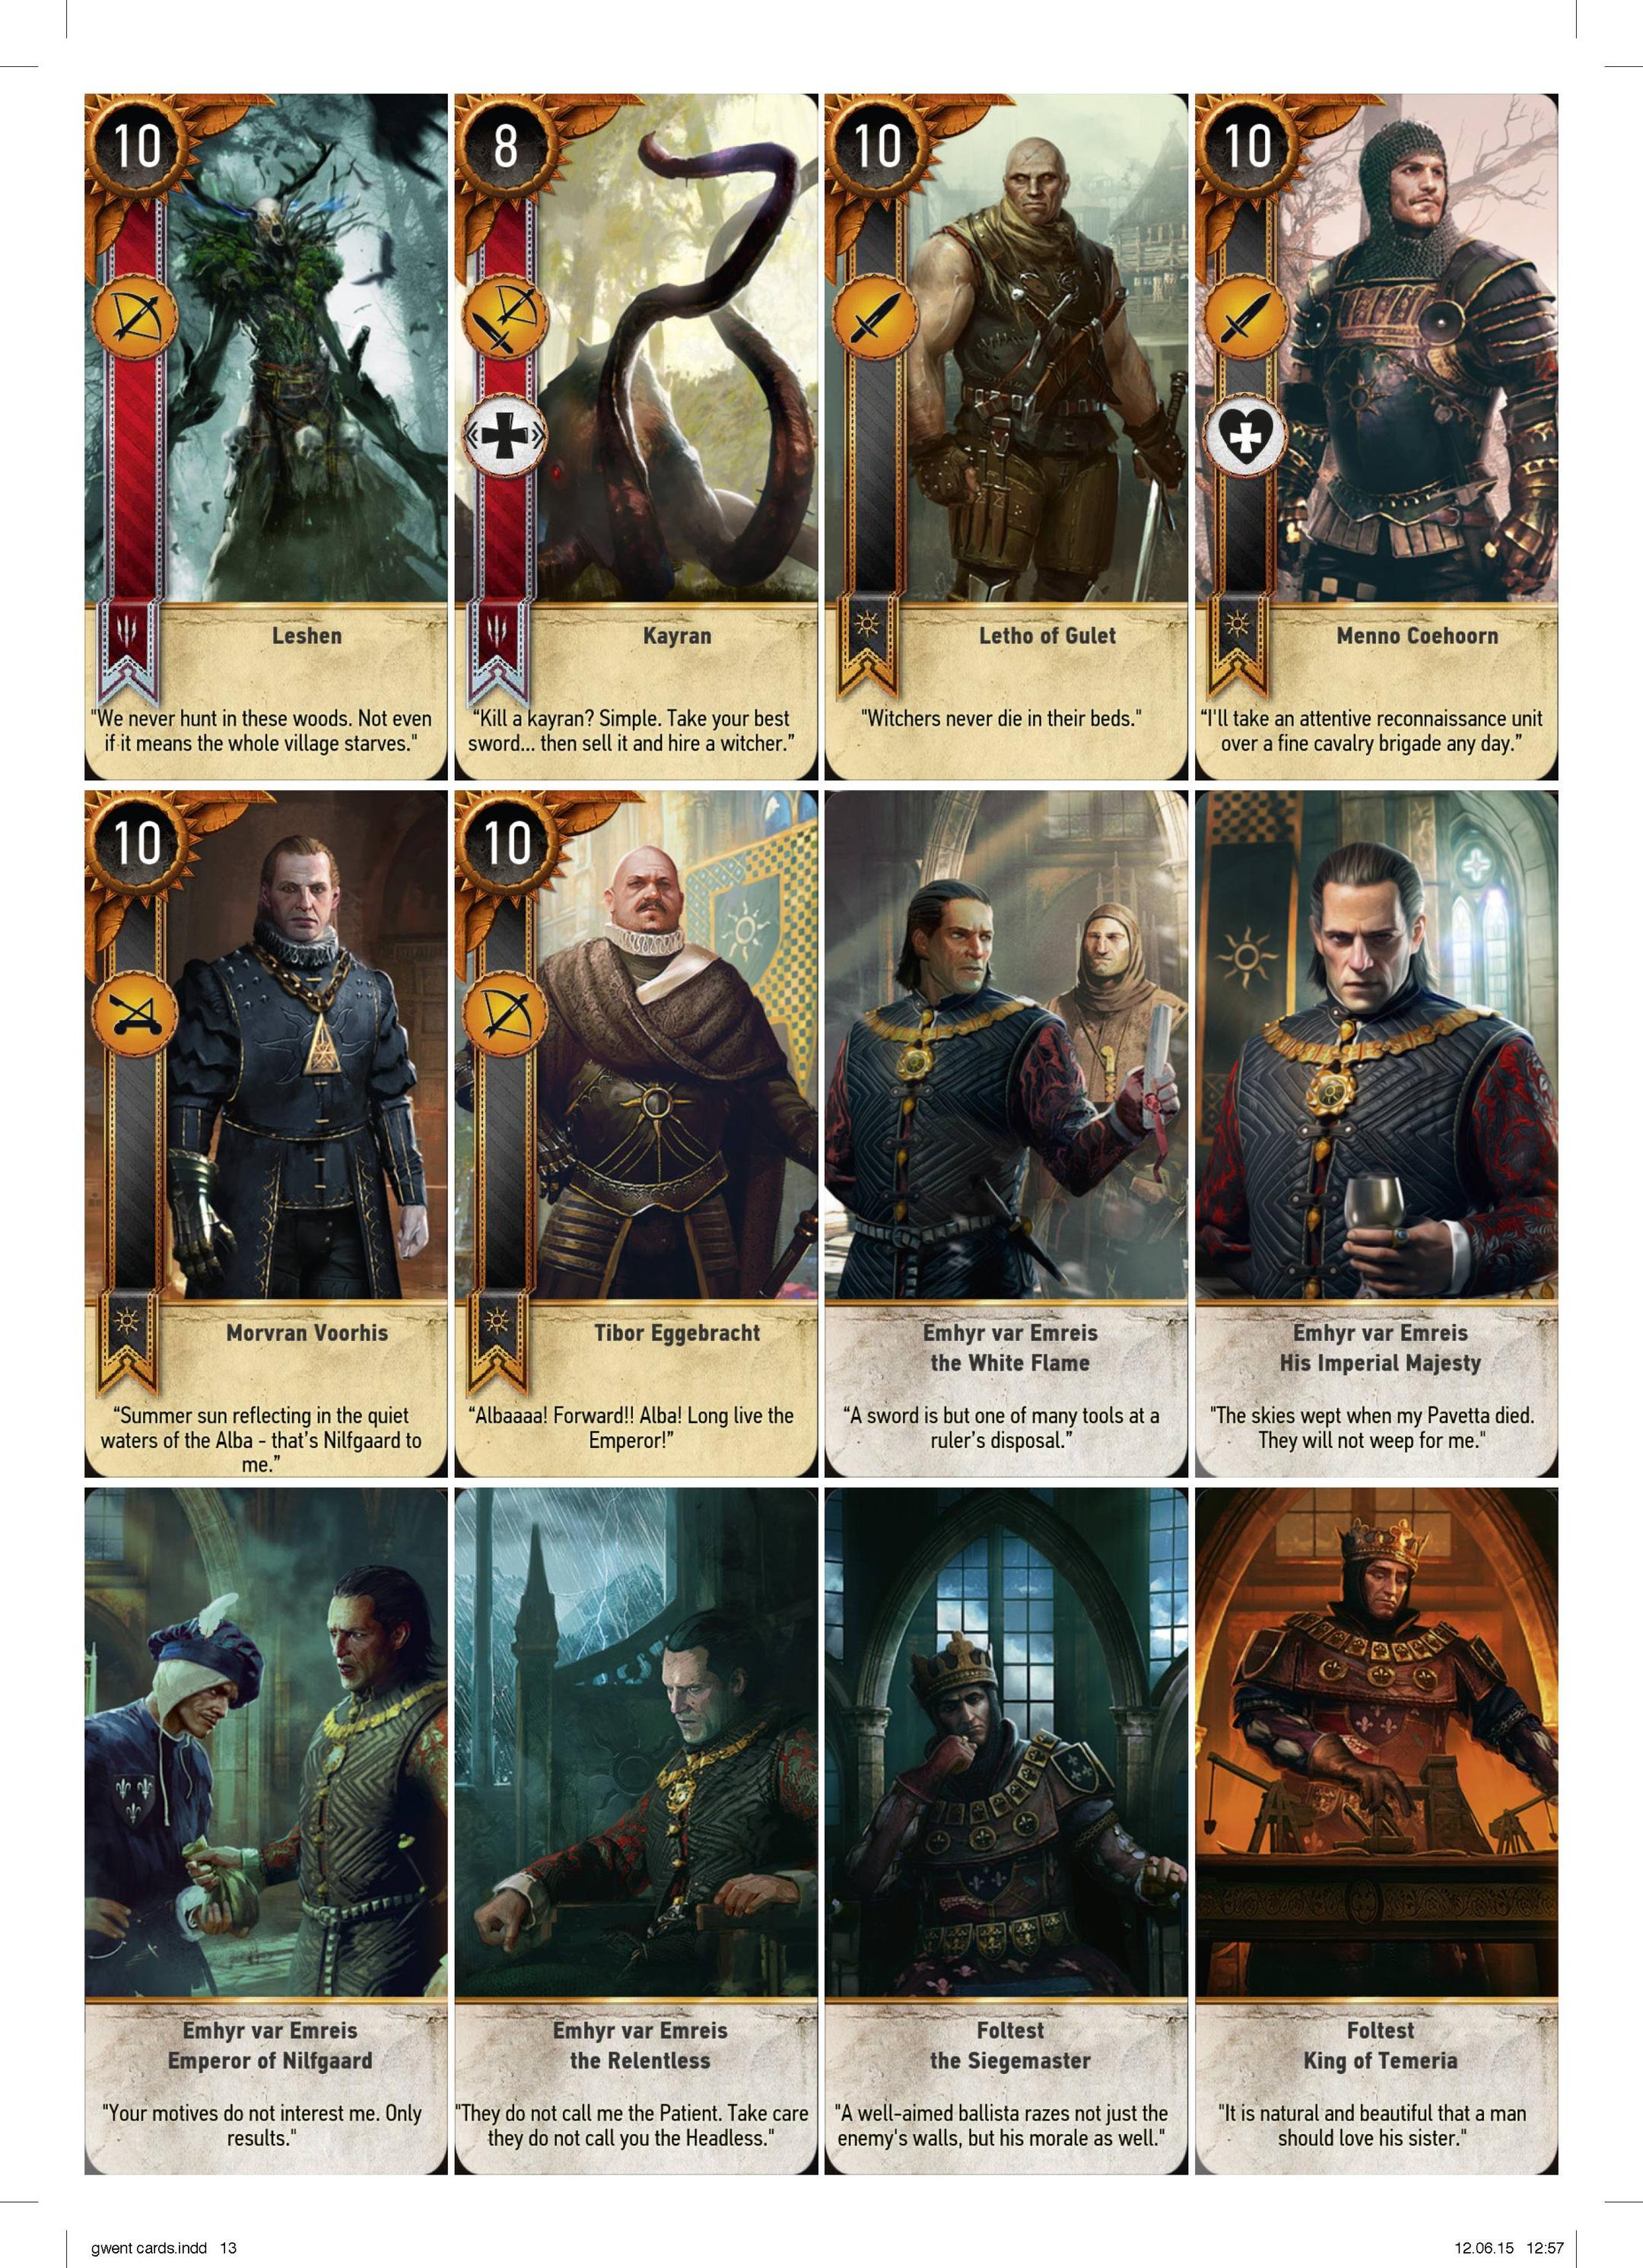 10
8
10
10
Leshen
"We never hunt in these woods. Not even
if it means the whole village starves."
Kayran
“Kill a kayran? Simple. Take your best
sword... then sell it and hire a witcher.”
Letho of Gulet
"Witchers never die in their beds."
Menno Coehoorn
“I'll take an attentive reconnaissance unit
over a fine cavalry brigade any day.”
10
10
Morvran Voorhis
“Summer sun reflecting in the quiet
waters of the Alba - that’s Nilfgaard to
me.”
Tibor Eggebracht
“Albaaaa! Forward!! Alba! Long live the
Emperor!”
Emhyr var Emreis
the White Flame
“A sword is but one of many tools at a
ruler’s disposal.”
Emhyr var Emreis
His Imperial Majesty
"The skies wept when my Pavetta died.
They will not weep for me."
Emhyr var Emreis
Emperor of Nilfgaard
"Your motives do not interest me. Only
results."
Emhyr var Emreis
the Relentless
"They do not call me the Patient. Take care
they do not call you the Headless."
Foltest
the Siegemaster
"A well-aimed ballista razes not just the
enemy's walls, but his morale as well."
Foltest
King of Temeria
"It is natural and beautiful that a man
should love his sister."
gwent cards.indd 13
12.06.15 12:57